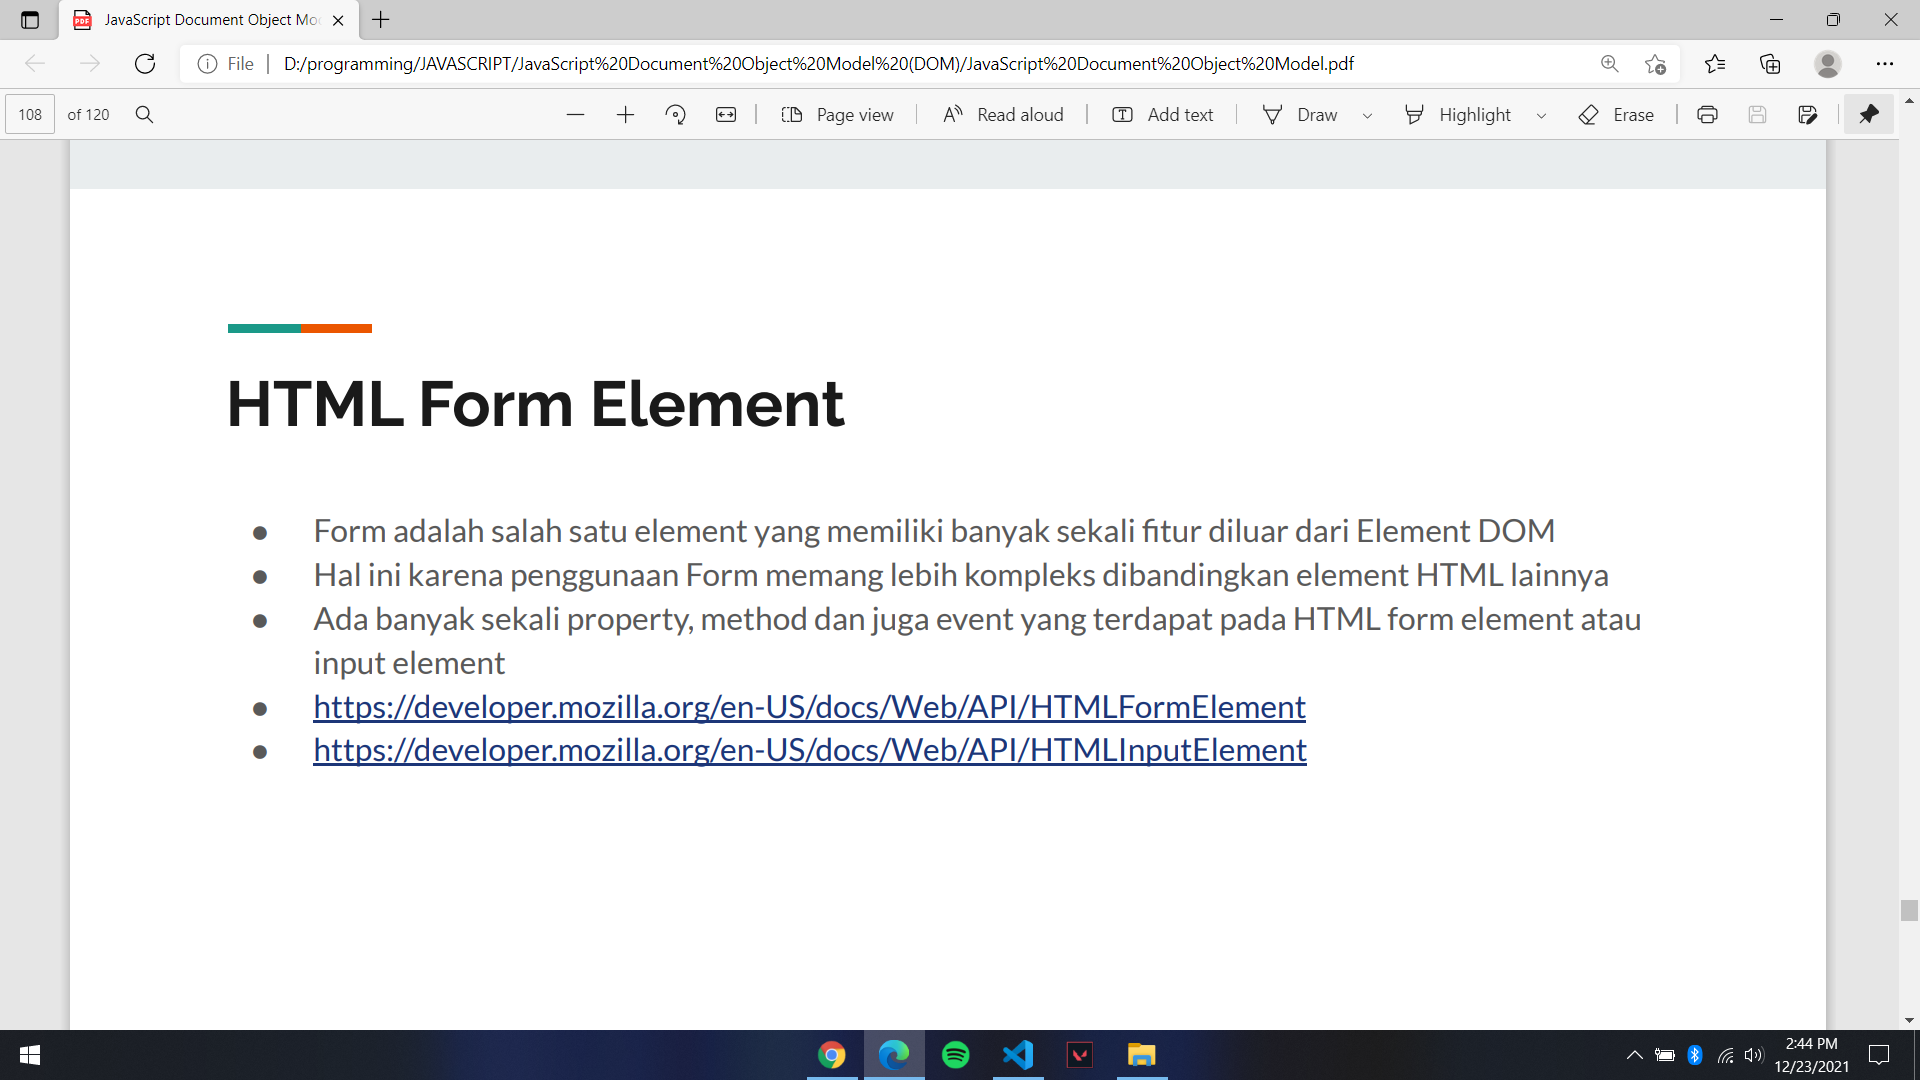 JavaScript Document Object Mo
File
D:/programming/JAVASCRIPT/JavaScript%20Document%20Object%20Model%20(DOM)/JavaScript%20Document%20Object%20Model.pdf
108 of 120
Page view
Read aloud
Add text
Draw
Highlight
Erase
HTML Form Element
● Form adalah salah satu element yang memiliki banyak sekali fitur diluar dari Element DOM
● Hal ini karena penggunaan Form memang lebih kompleks dibandingkan element HTML lainnya
● Ada banyak sekali property, method dan juga event yang terdapat pada HTML form element atau
input element
● https://developer.mozilla.org/en-US/docs/Web/API/HTMLFormElement
● https://developer.mozilla.org/en-US/docs/Web/API/HTMLInputElement
2:44 PM
12/23/2021